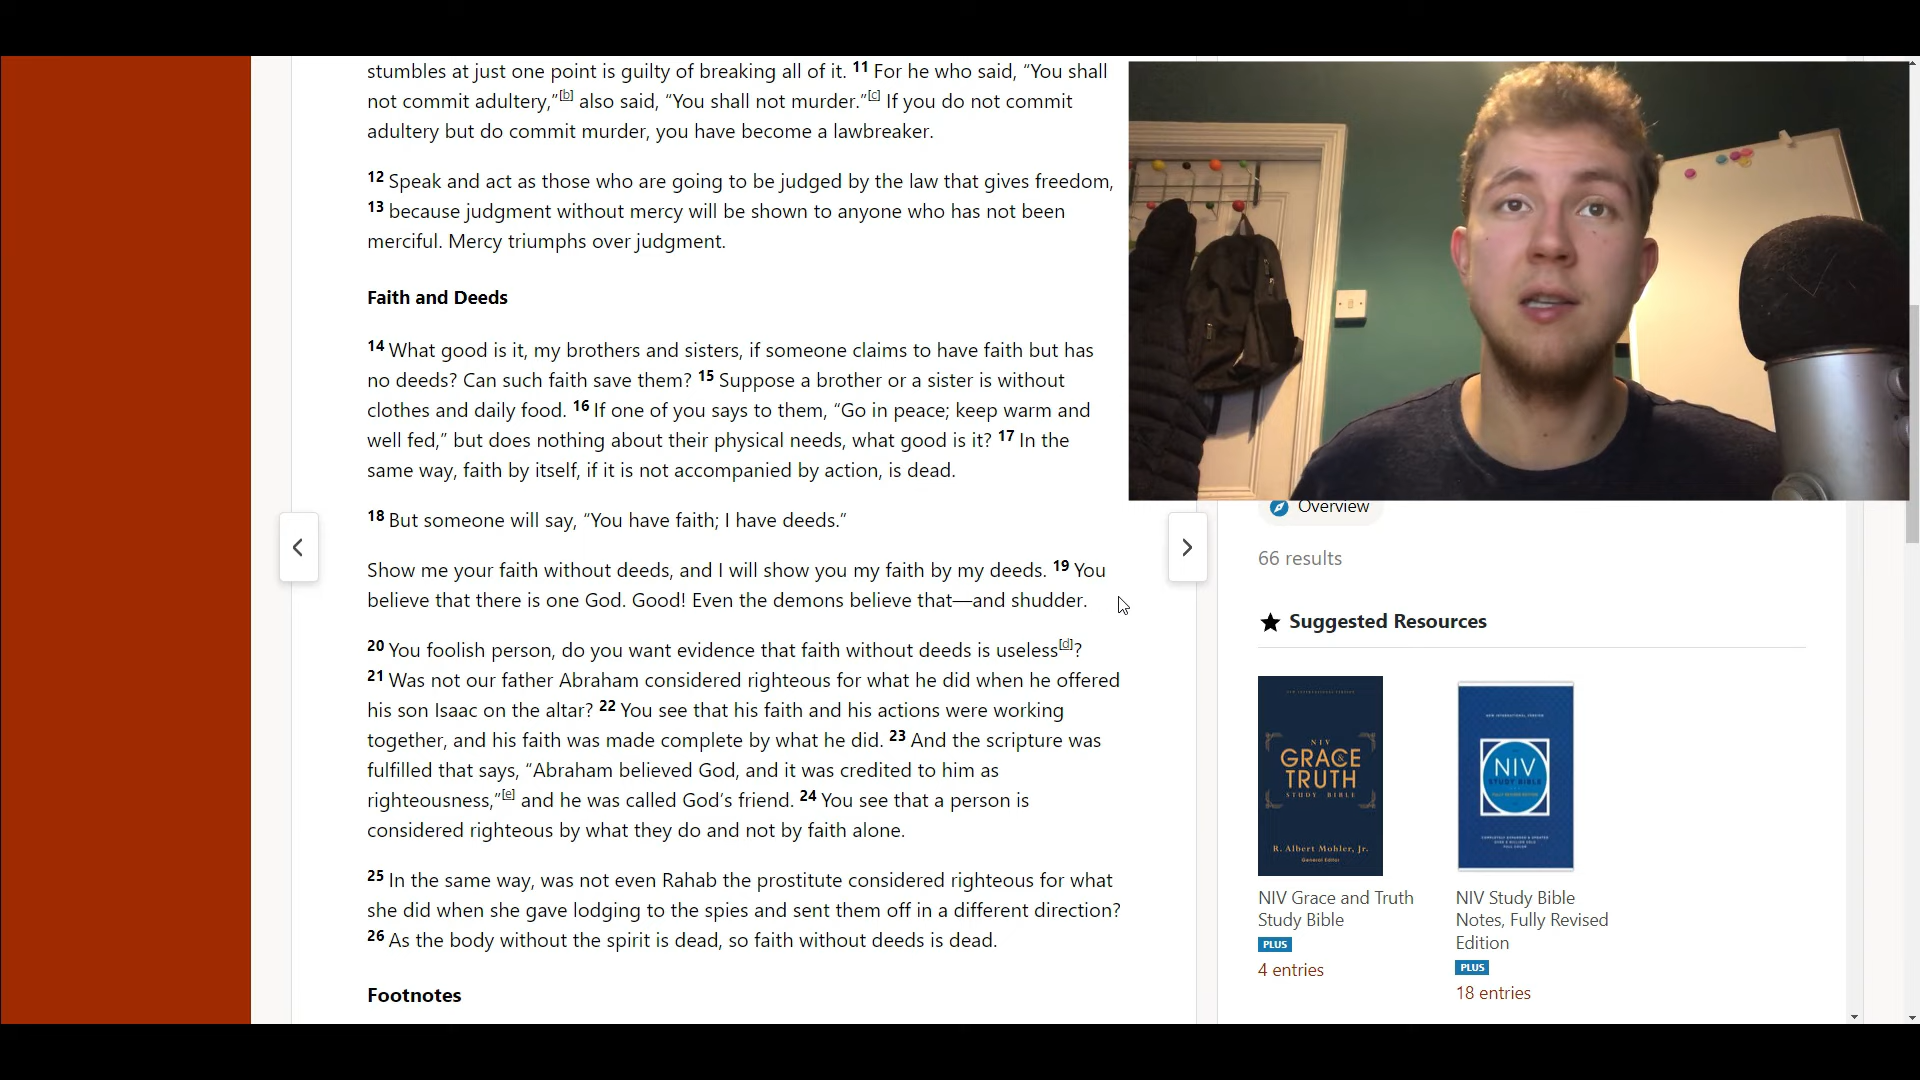 stumbles at just one point is guilty of breaking all of it. 11 For he who said, “You shall
not commit adultery,”[b] also said, “You shall not murder.”[c] If you do not commit
adultery but do commit murder, you have become a lawbreaker.
12 Speak and act as those who are going to be judged by the law that gives freedom,
13 because judgment without mercy will be shown to anyone who has not been
merciful. Mercy triumphs over judgment.
Faith and Deeds
14 What good is it, my brothers and sisters, if someone claims to have faith but has
no deeds? Can such faith save them? 15 Suppose a brother or a sister is without
clothes and daily food. 16 If one of you says to them, “Go in peace; keep warm and
well fed,” but does nothing about their physical needs, what good is it? 17 In the
same way, faith by itself, if it is not accompanied by action, is dead.
18 But someone will say, “You have faith; I have deeds.”
Show me your faith without deeds, and I will show you my faith by my deeds. 19 You
believe that there is one God. Good! Even the demons believe that—and shudder.
20 You foolish person, do you want evidence that faith without deeds is useless[d]?
21 Was not our father Abraham considered righteous for what he did when he offered
his son Isaac on the altar? 22 You see that his faith and his actions were working
together, and his faith was made complete by what he did. 23 And the scripture was
fulfilled that says, “Abraham believed God, and it was credited to him as
righteousness,”[e] and he was called God’s friend. 24 You see that a person is
considered righteous by what they do and not by faith alone.
25 In the same way, was not even Rahab the prostitute considered righteous for what
she did when she gave lodging to the spies and sent them off in a different direction?
26 As the body without the spirit is dead, so faith without deeds is dead.
Footnotes
Overview
66 results
Suggested Resources
NIV
GRACE
&
TRUTH
STUDY BIBLE
R. Albert Mohler, Jr.
General Editor
NIV Grace and Truth
Study Bible
PLUS
4 entries
NIV
STUDY BIBLE
NIV Study Bible
Notes, Fully Revised
Edition
PLUS
18 entries